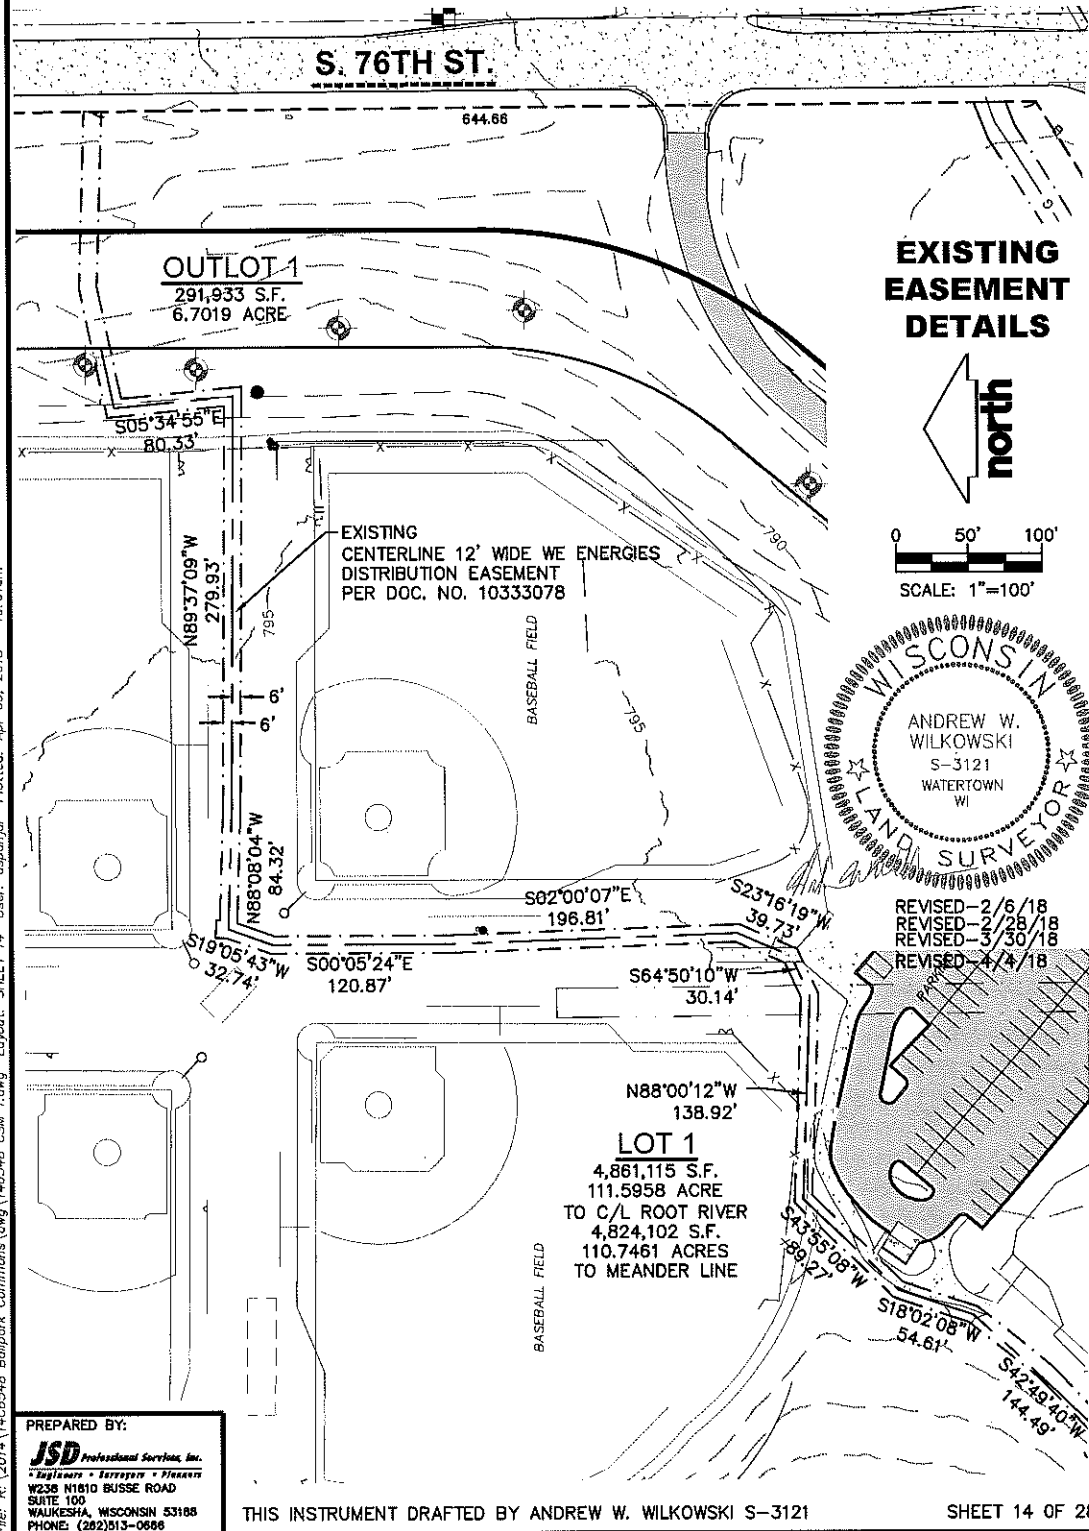 S. 76TH ST.
644.66
OUTLOT 1
291,933 S.F.
6.7019 ACRE
EXISTING
EASEMENT
DETAILS
north
0 50' 100'
SCALE: 1"=100'
S05°34'55"E
80.33'
EXISTING
CENTERLINE 12' WIDE WE ENERGIES
DISTRIBUTION EASEMENT
PER DOC. NO. 10333078
790
N89°37'09"W
279.93'
795
795
BASEBALL FIELD
6'
6'
WISCONSIN
ANDREW W.
WILKOWSKI
S-3121
WATERTOWN
WI
LAND SURVEYOR
N88°08'04"W
84.32'
S02°00'07"E
196.81'
S23°16'19"W
39.73'
REVISED-2/6/18
REVISED-2/28/18
REVISED-3/30/18
REVISED-4/4/18
S19°05'43"W
32.74'
S00°05'24"E
120.87'
S64°50'10"W
30.14'
N88°00'12"W
138.92'
LOT 1
4,861,115 S.F.
111.5958 ACRE
TO C/L ROOT RIVER
4,824,102 S.F.
110.7461 ACRES
TO MEANDER LINE
BASEBALL FIELD
S43°55'08"W
89.27'
S18°02'08"W
54.61'
S42°49'40"W
144.49'
PREPARED BY:
JSD Professional Services, Inc.
• Engineers • Surveyors • Planners
W238 N1610 BUSSE ROAD
SUITE 100
WAUKESHA, WISCONSIN 53188
PHONE: (262)513-0666
THIS INSTRUMENT DRAFTED BY ANDREW W. WILKOWSKI S-3121
SHEET 14 OF